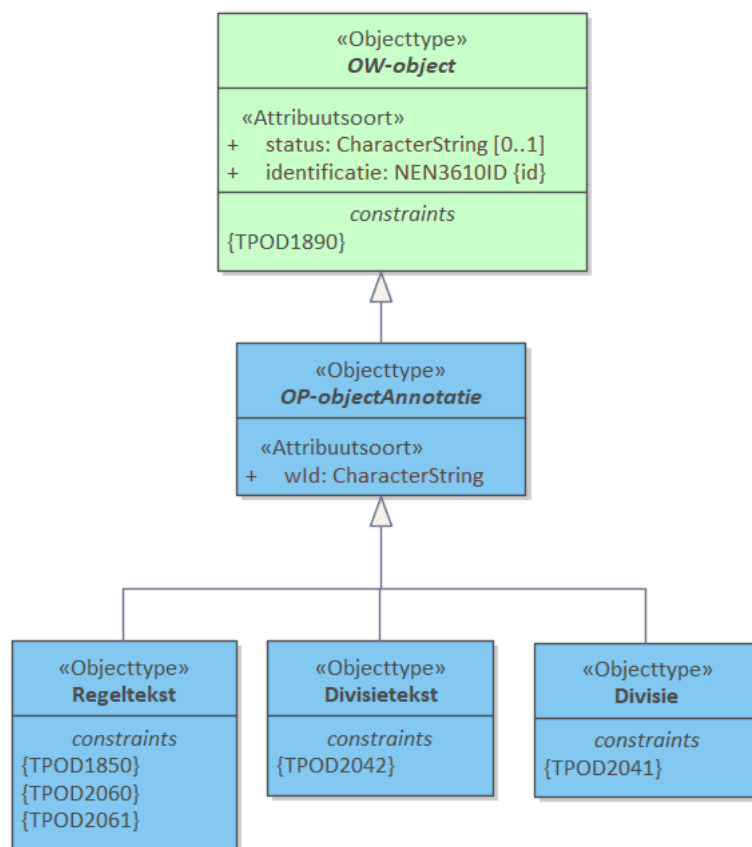 «Objecttype»
OW-object
«Attribuutsoort»
+ status: CharacterString [0..1]
+ identificatie: NEN3610ID {id}
constraints
{TPOD1890}
«Objecttype»
OP-objectAnnotatie
«Attribuutsoort»
+ wId: CharacterString
«Objecttype»
Regeltekst
constraints
{TPOD1850}
{TPOD2060}
{TPOD2061}
«Objecttype»
Divisietekst
constraints
{TPOD2042}
«Objecttype»
Divisie
constraints
{TPOD2041}